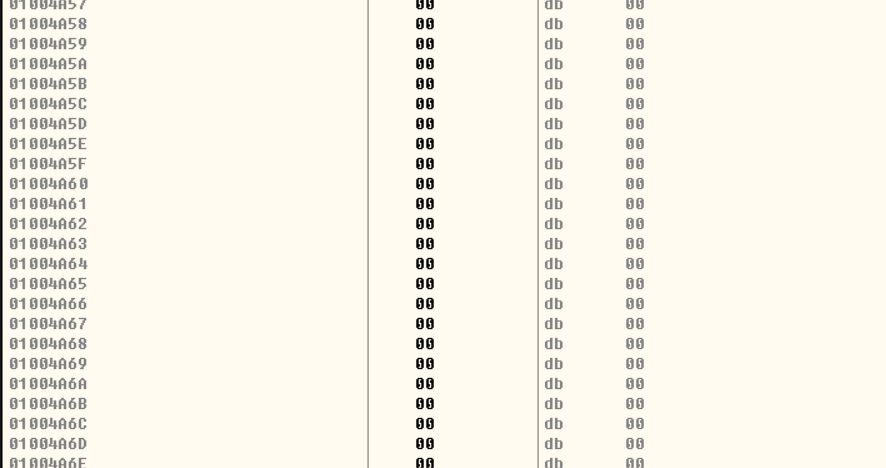 01004A57 00 db 00
01004A58 00 db 00
01004A59 00 db 00
01004A5A 00 db 00
01004A5B 00 db 00
01004A5C 00 db 00
01004A5D 00 db 00
01004A5E 00 db 00
01004A5F 00 db 00
01004A60 00 db 00
01004A61 00 db 00
01004A62 00 db 00
01004A63 00 db 00
01004A64 00 db 00
01004A65 00 db 00
01004A66 00 db 00
01004A67 00 db 00
01004A68 00 db 00
01004A69 00 db 00
01004A6A 00 db 00
01004A6B 00 db 00
01004A6C 00 db 00
01004A6D 00 db 00
01004A6E 00 db 00